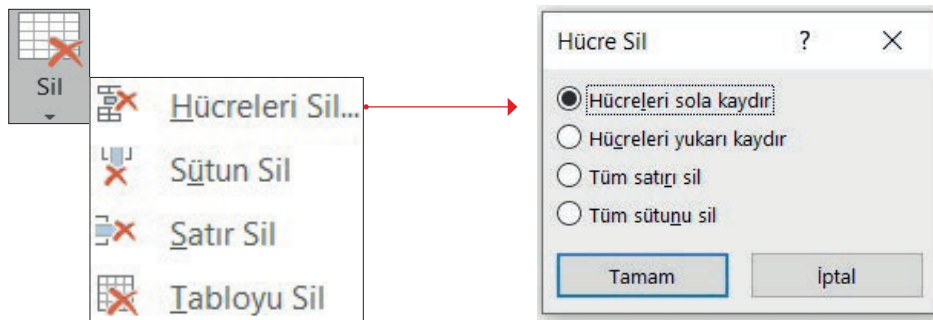 Sil
Hücreleri Sil...
Sütun Sil
Satır Sil
Tabloyu Sil
Hücre Sil ?
Hücreleri sola kaydır
Hüçreleri yukarı kaydır
Tüm satırı sil
Tüm sütunu sil
Tamam İptal